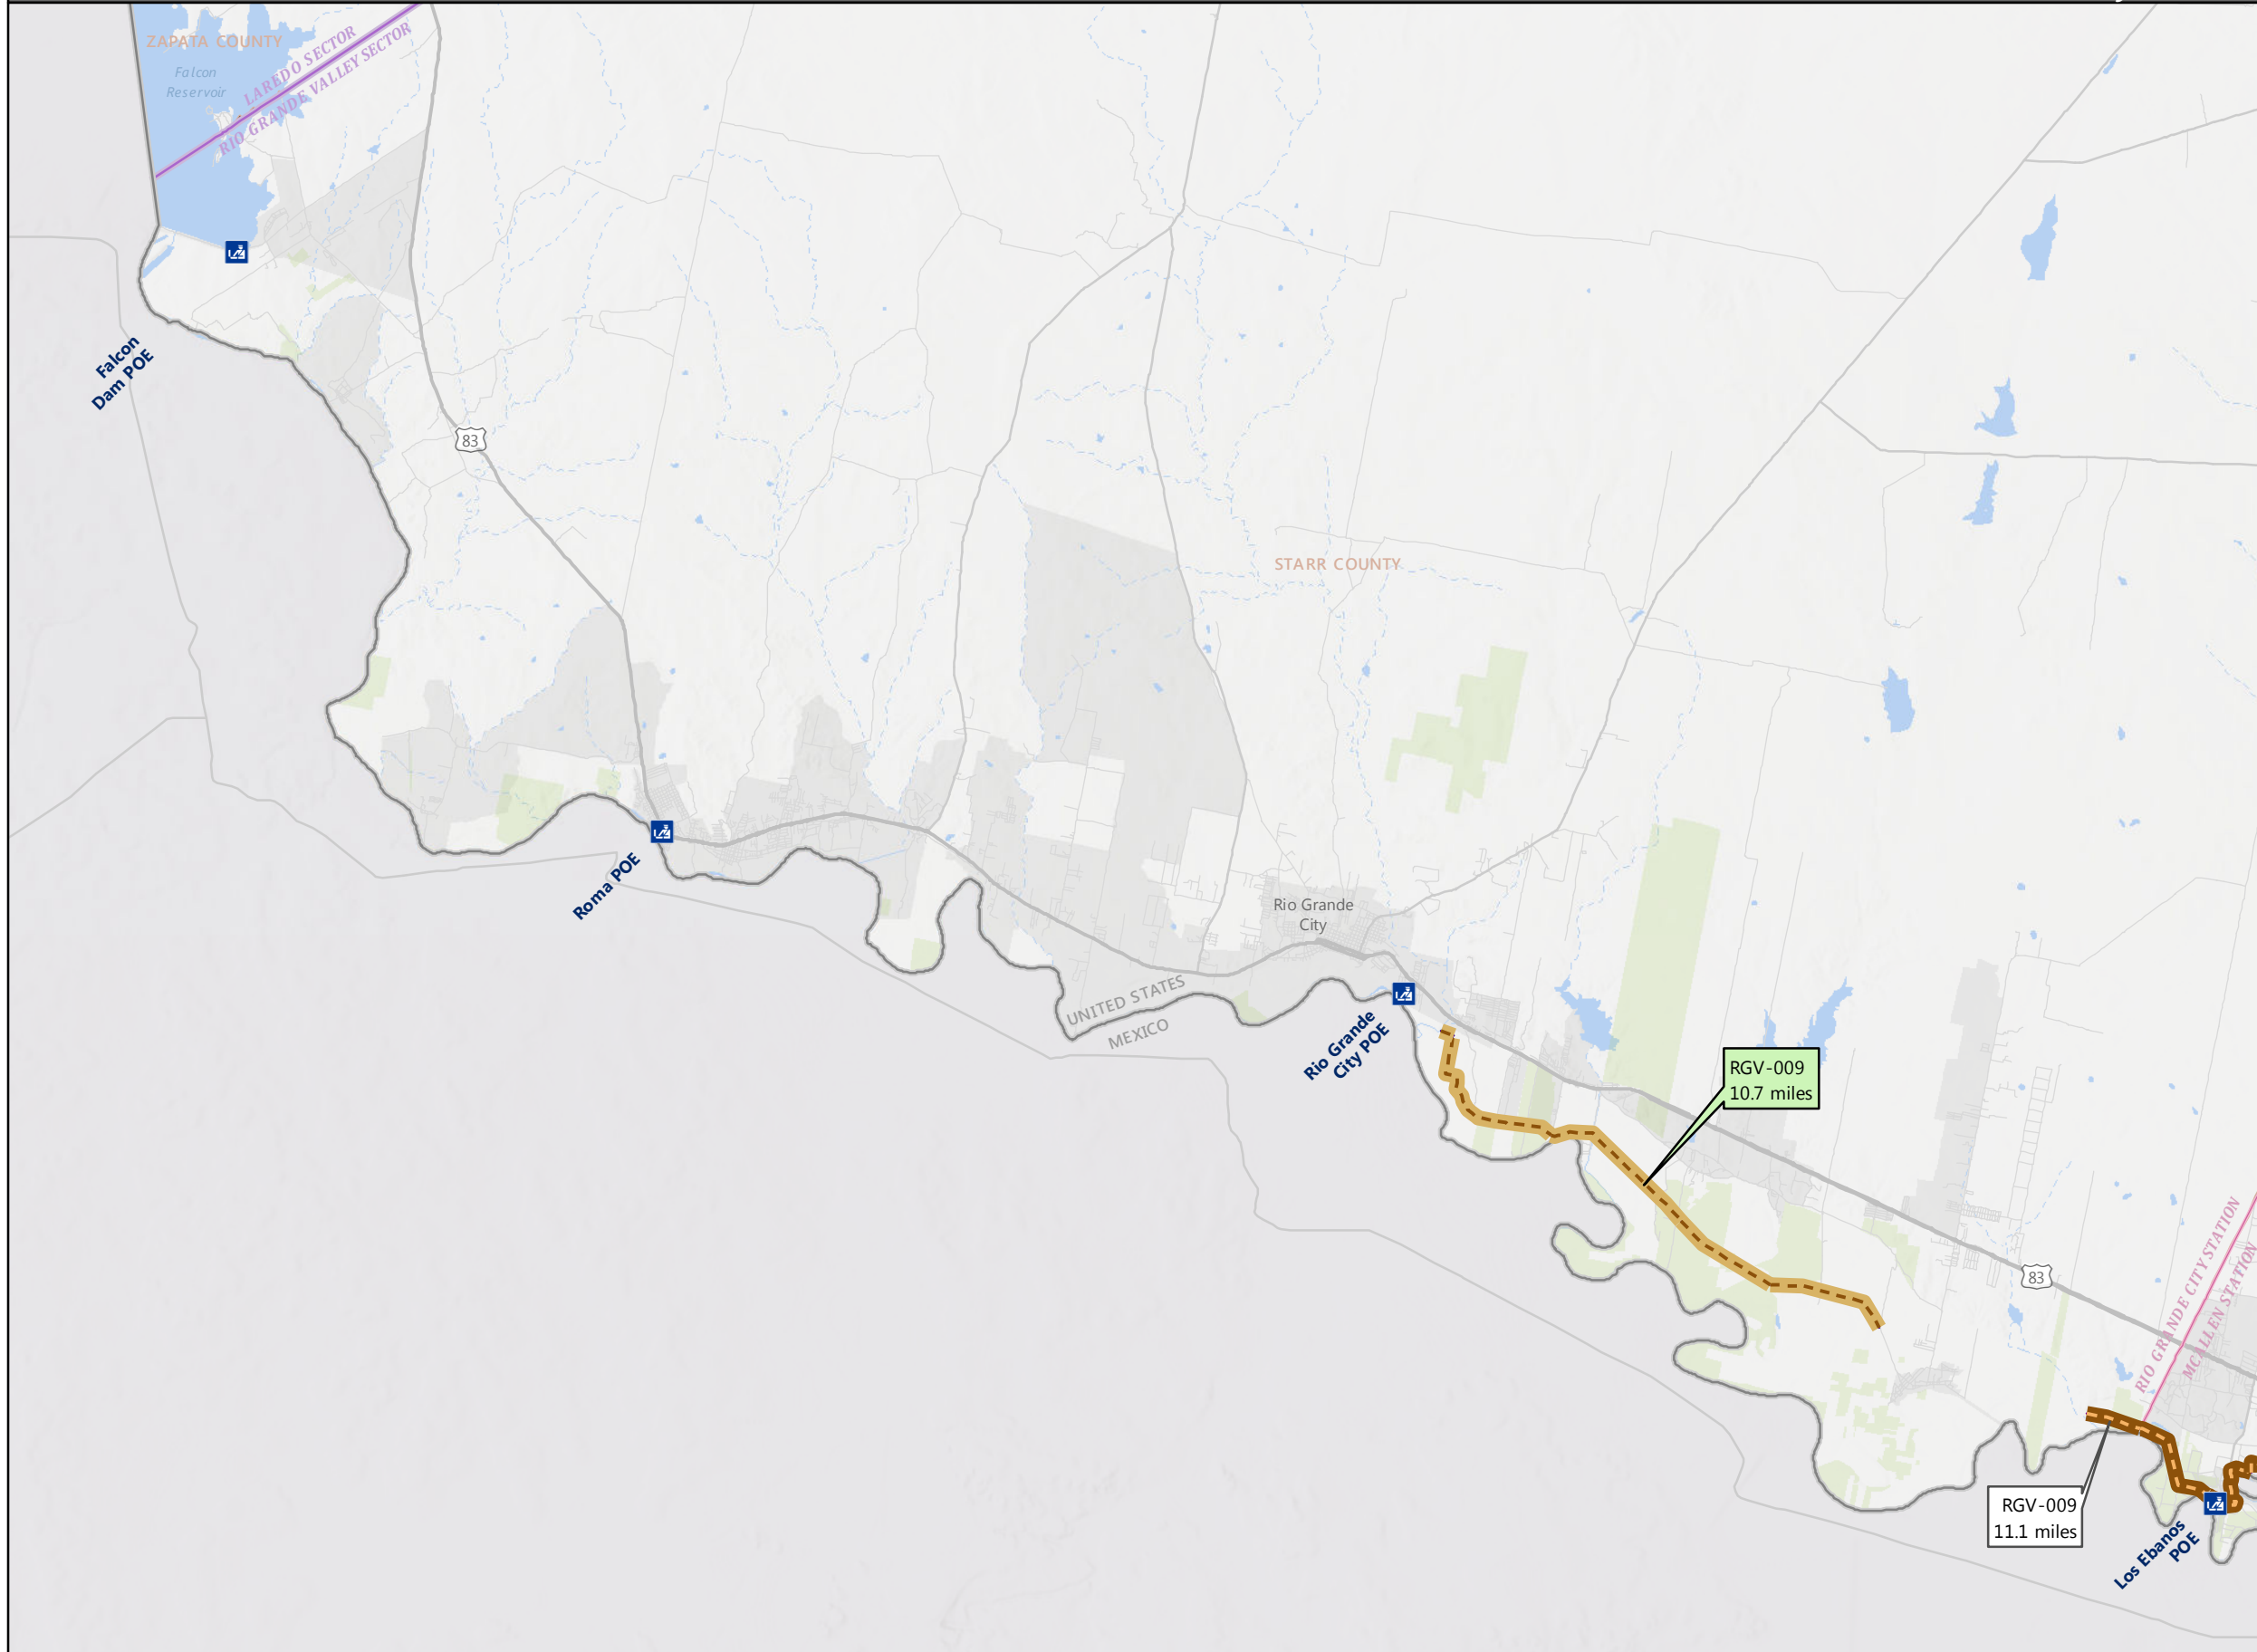 ZAPATA COUNTY
Falcon
Reservoir
LAREDO SECTOR
RIO GRANDE VALLEY SECTOR
Falcon
Dam POE
83
STARR COUNTY
Roma POE
Rio Grande
City
UNITED STATES
MEXICO
Rio Grande
City POE
RGV-009
10.7 miles
RIO GRANDE CITY STATION
MCALLEN STATION
83
RGV-009
11.1 miles
Los Ebanos
POE